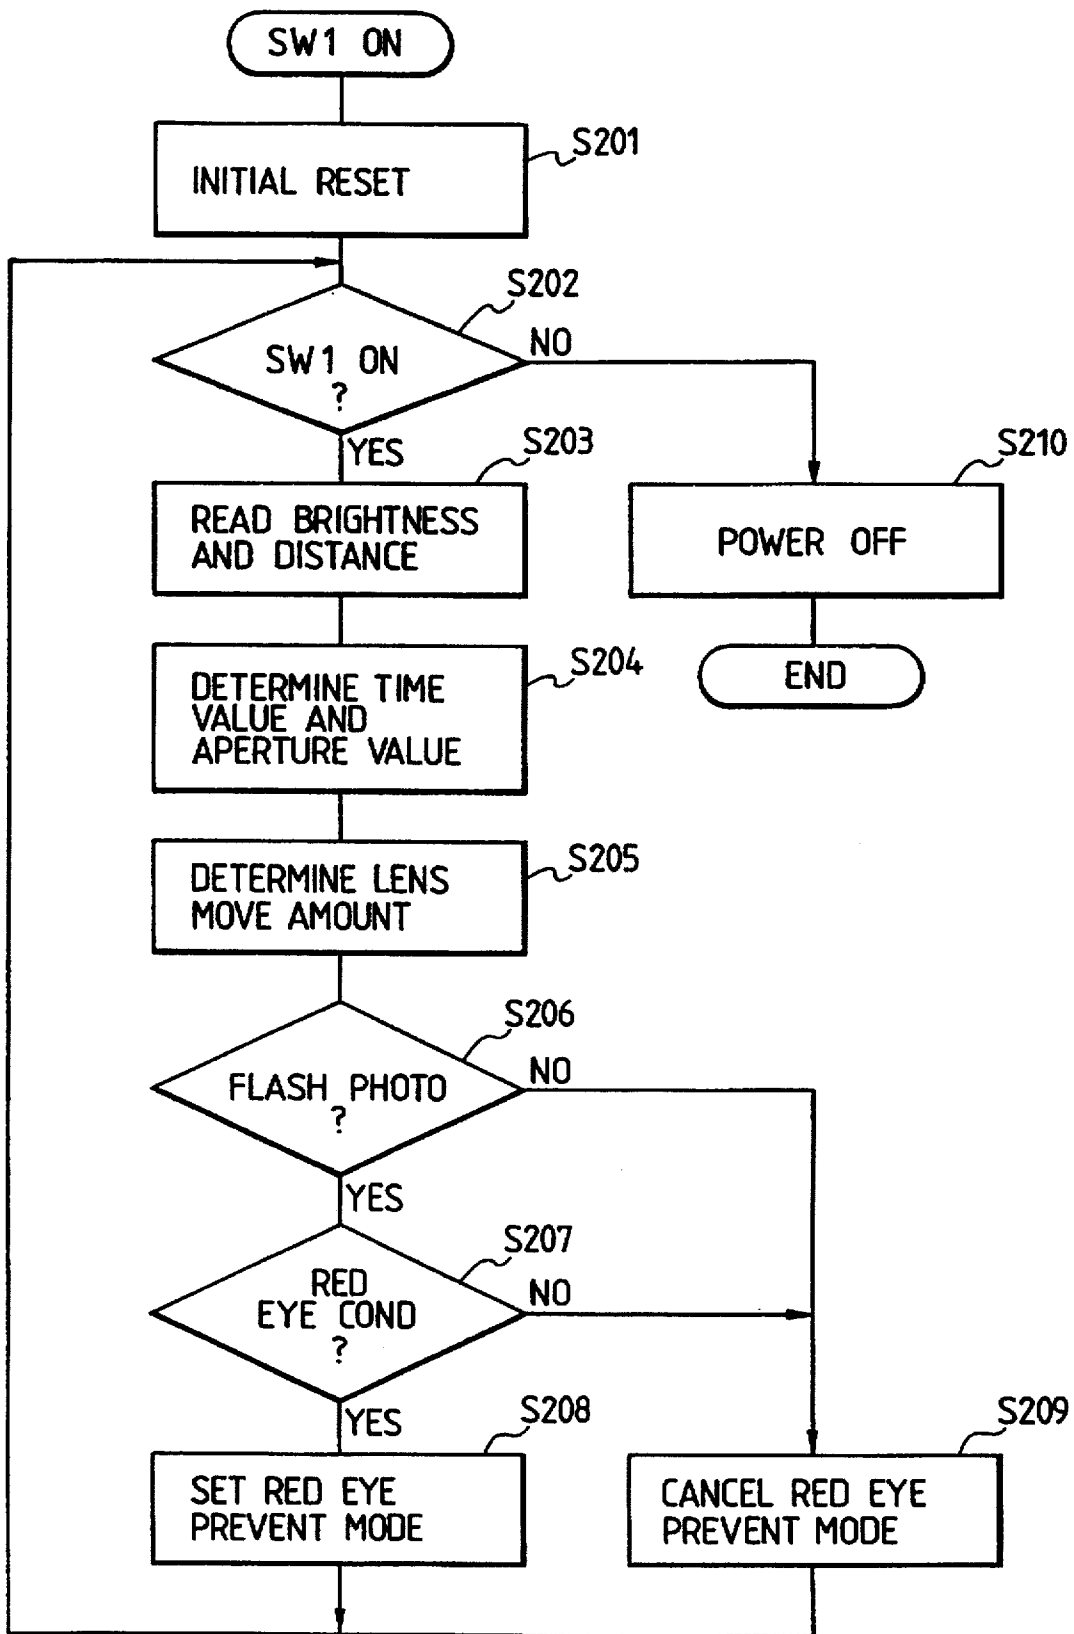 SW1 ON
INITIAL RESET
S201
SW1 ON
?
S202
NO
YES
READ BRIGHTNESS
AND DISTANCE
S203
POWER OFF
S210
END
DETERMINE TIME
VALUE AND
APERTURE VALUE
S204
DETERMINE LENS
MOVE AMOUNT
S205
FLASH PHOTO
?
S206
NO
YES
RED
EYE COND
?
S207
NO
YES
SET RED EYE
PREVENT MODE
S208
CANCEL RED EYE
PREVENT MODE
S209